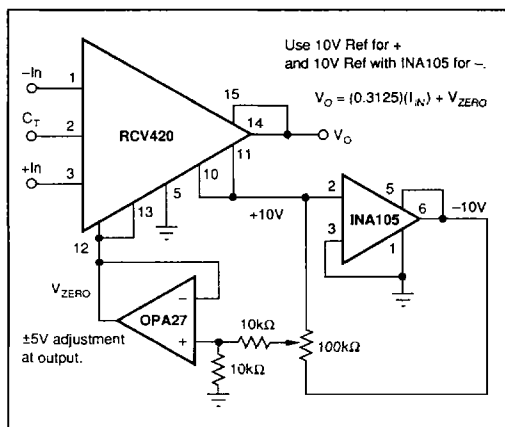 Use 10V Ref for +
and 10V Ref with INA105 for –.
V_O = (0.3125)(I_IN) + V_ZERO
–In
1
C_T
2
+In
3
RCV420
15
14
V_O
11
10
5
13
12
+10V
2
3
INA105
5
6
1
–10V
V_ZERO
–
+
OPA27
±5V adjustment
at output.
10kΩ
10kΩ
100kΩ